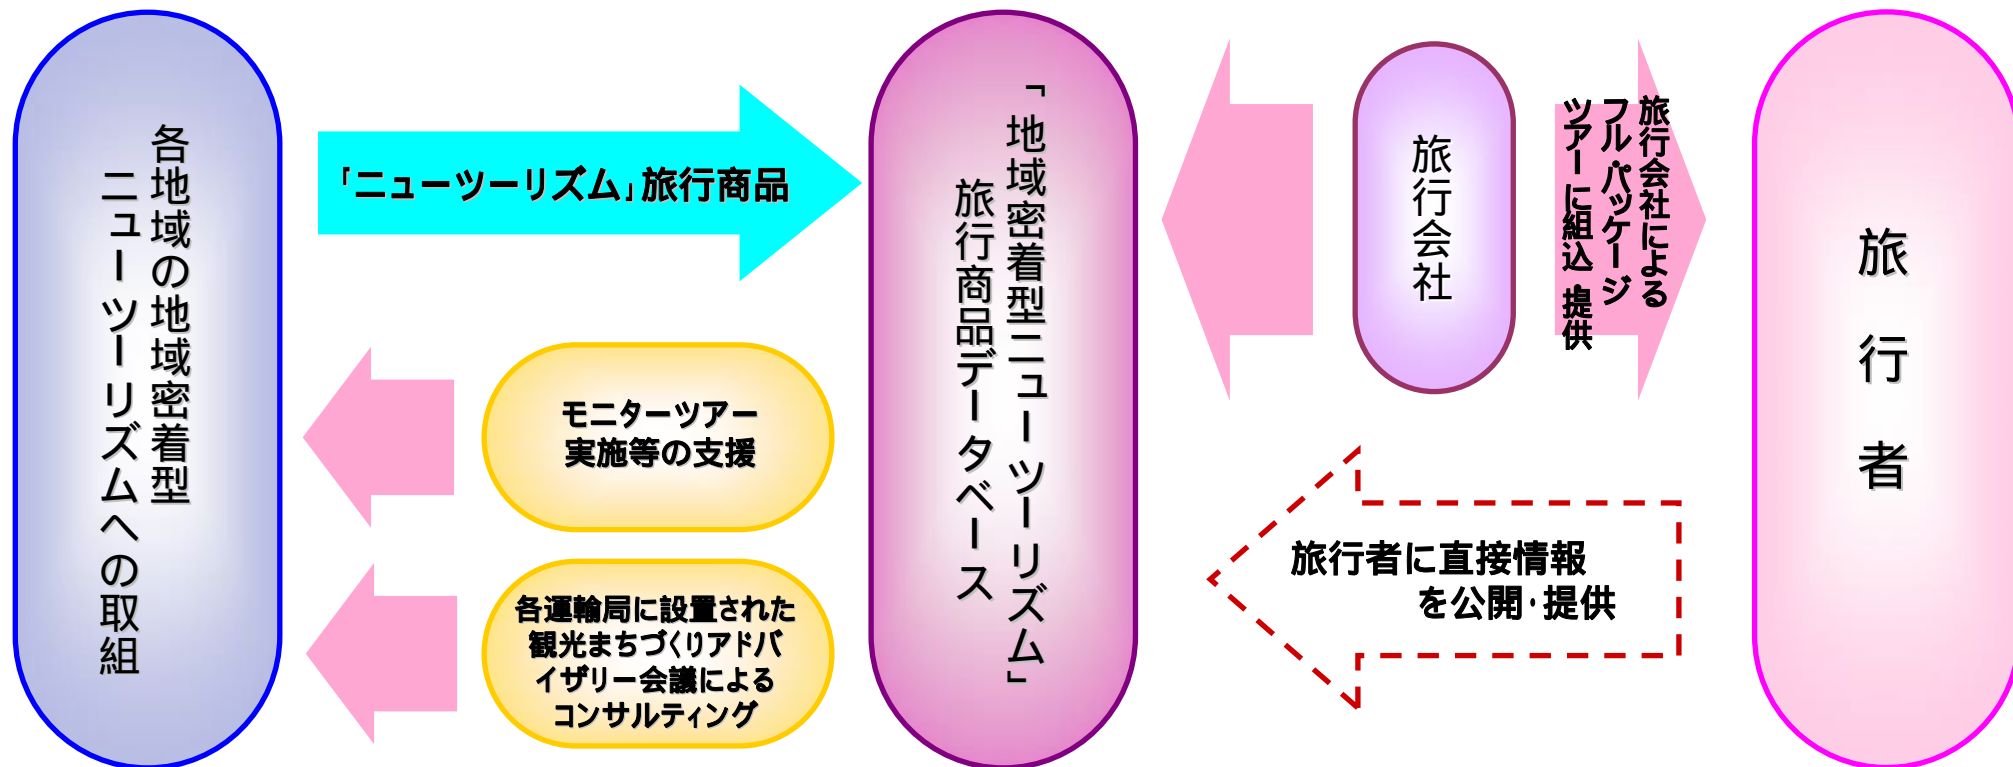 各地域の地域密着型
ニューツーリズムへの取組
「ニューツーリズム」旅行商品
モニターツアー
実施等の支援
各運輸局に設置された
観光まちづくりアドバ
イザリー会議による
コンサルティング
「地域密着型ニューツーリズム」
旅行商品データベース
旅行会社
旅行会社による
フル・パッケージ
ツアーに組込・提供
旅行者に直接情報
を公開・提供
旅行者